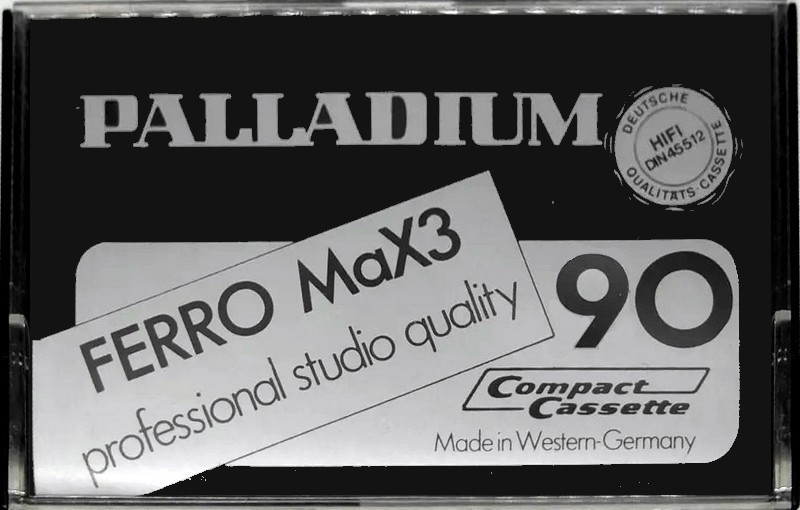 PALLADIUM
DEUTSCHE
HIFI
DIN 45512
QUALITÄTS-CASSETTE
FERRO MaX3
professional studio quality
90
Compact
Cassette
Made in Western-Germany